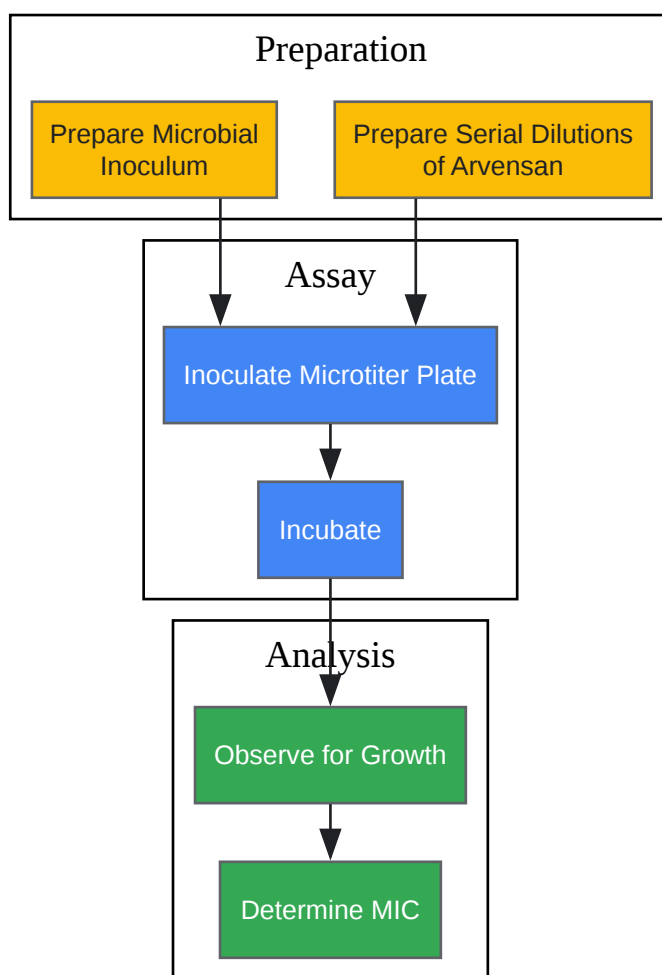 Preparation
Prepare Microbial
Inoculum
Prepare Serial Dilutions
of Arvensan
Assay
Inoculate Microtiter Plate
Incubate
Analysis
Observe for Growth
Determine MIC